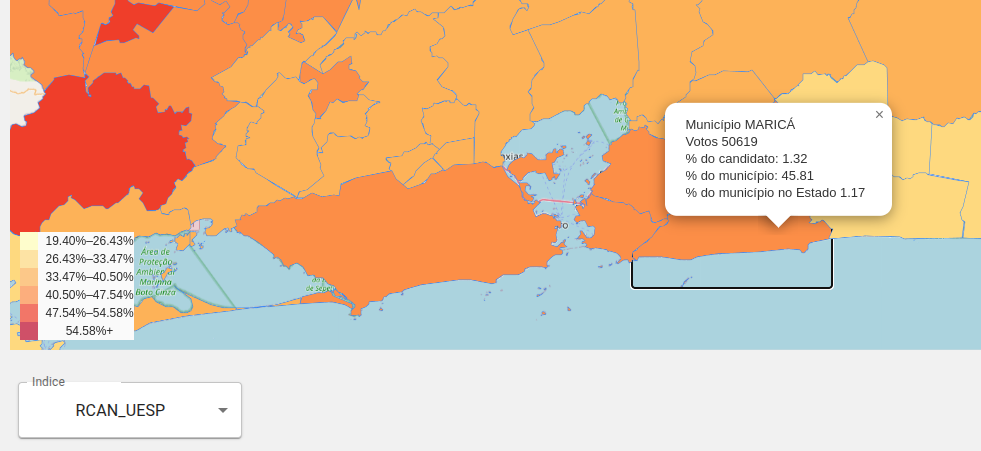 Município MARICÁ
×
Votos 50619
% do candidato: 1.32
% do município: 45.81
% do município no Estado 1.17
19.40%–26.43%
26.43%–33.47%
33.47%–40.50%
40.50%–47.54%
47.54%–54.58%
54.58%+
Área de
Proteção
Ambiental
Marinha
Boto Cinza
Indice
RCAN_UESP